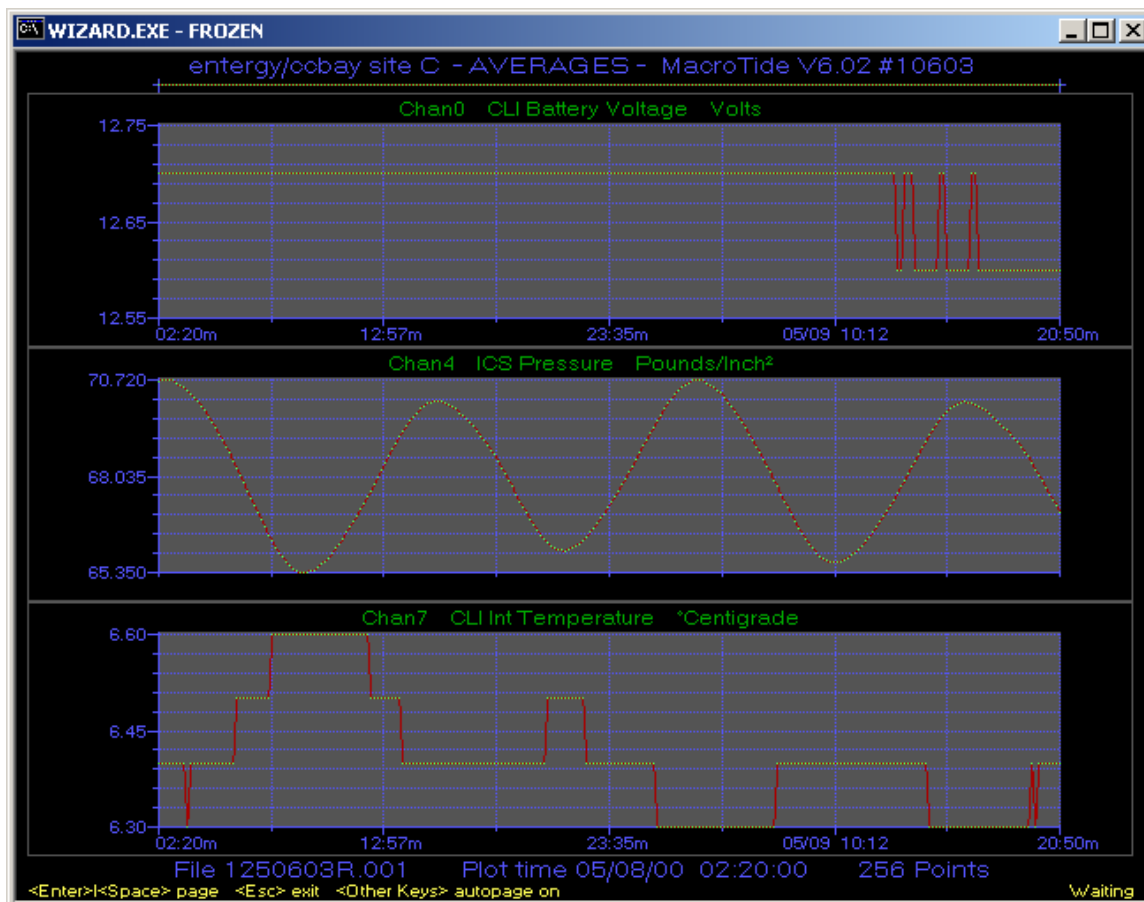 WIZARD.EXE - FROZEN
entergy/ccbay site C - AVERAGES - MacroTide V6.02 #10603
Chan0 CLI Battery Voltage Volts
12.75
12.65
12.55
02:20m 12:57m 23:35m 05/09 10:12 20:50m
Chan4 ICS Pressure Pounds/Inch²
70.720
68.035
65.350
Chan7 CLI Int Temperature °Centigrade
6.60
6.45
6.30
02:20m 12:57m 23:35m 05/09 10:12 20:50m
File 1250603R.001 Plot time 05/08/00 02:20:00 256 Points
<Enter>|<Space> page <Esc> exit <Other Keys> autopage on Waiting